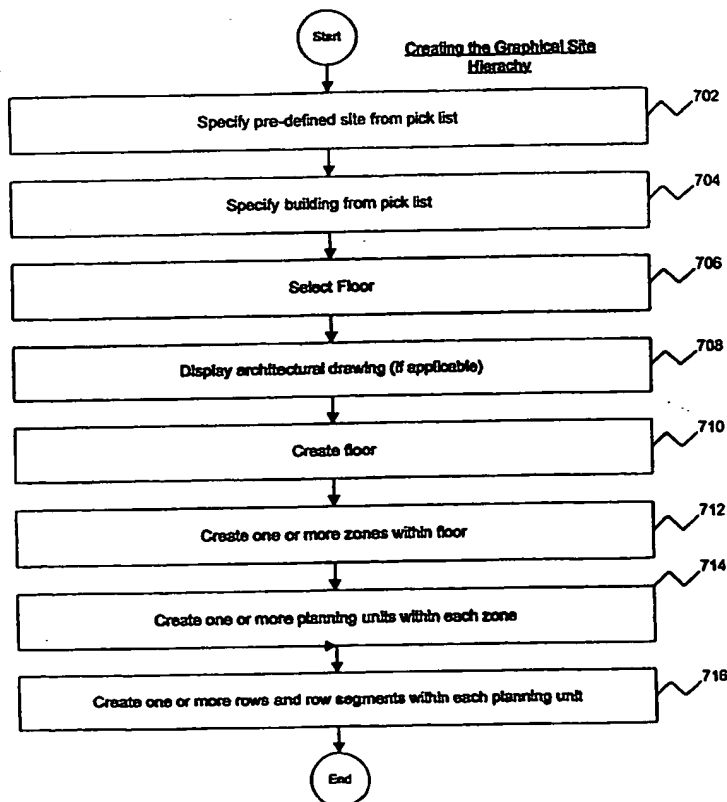 Start
Creating the Graphical Site
Hierachy
702
Specify pre-defined site from pick list
704
Specify building from pick list
706
Select Floor
708
Display architectural drawing (if applicable)
710
Create floor
712
Create one or more zones within floor
714
Create one or more planning units within each zone
716
Create one or more rows and row segments within each planning unit
End